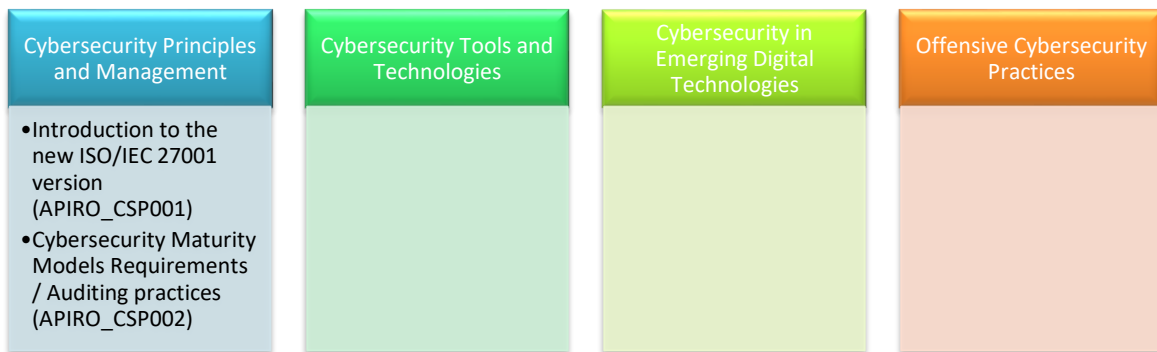 Cybersecurity Principles
and Management
Cybersecurity Tools and
Technologies
Cybersecurity in
Emerging Digital
Technologies
Offensive Cybersecurity
Practices
•Introduction to the
new ISO/IEC 27001
version
(APIRO_CSP001)
•Cybersecurity Maturity
Models Requirements
/ Auditing practices
(APIRO_CSP002)